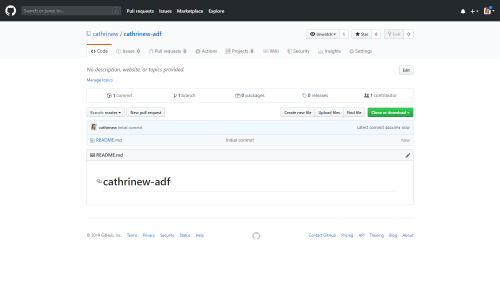 Search or jump to... Pull requests Issues Marketplace Explore
cathrinew / cathrinew-adf Unwatch 1 Star 0 Fork 0
Code Issues 0 Pull requests 0 Actions Projects 0 Wiki Security Insights Settings
No description, website, or topics provided. Edit
Manage topics
1 commit 1 branch 0 packages 0 releases 1 contributor
Branch: master New pull request Create new file Upload files Find file Clone or download
cathrinew Initial commit Latest commit now
README.md Initial commit now
README.md
cathrinew-adf
© 2019 GitHub, Inc. Terms Privacy Security Status Help Contact GitHub Pricing API Training Blog About